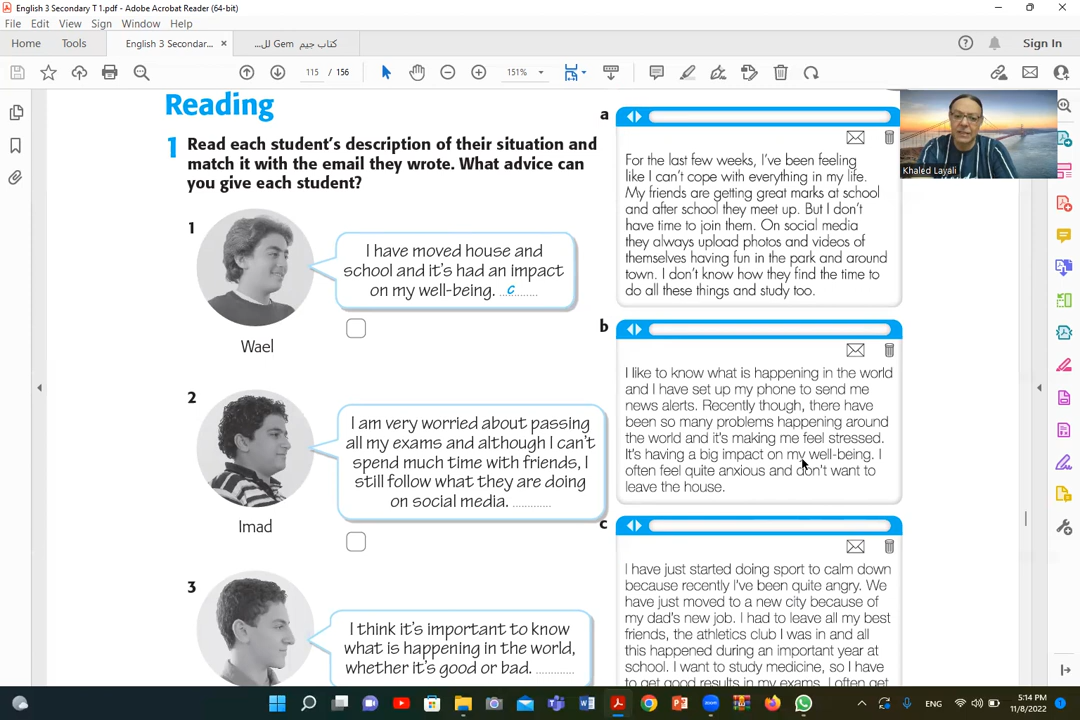 English 3 Secondary T 1.pdf - Adobe Acrobat Reader (64-bit)
File Edit View Sign Window Help
Home Tools English 3 Secondar... × كتاب جيم Gem لل... Sign In
115 / 156 151%
Reading
1 Read each student's description of their situation and
match it with the email they wrote. What advice can
you give each student?
1
I have moved house and
school and it's had an impact
on my well-being. ...c.......
Wael
2
I am very worried about passing
all my exams and although I can't
spend much time with friends, I
still follow what they are doing
on social media. ............
Imad
3
I think it's important to know
what is happening in the world,
whether it's good or bad. ............
a
For the last few weeks, I've been feeling
like I can't cope with everything in my life.
My friends are getting great marks at school
and after school they meet up. But I don't
have time to join them. On social media
they always upload photos and videos of
themselves having fun in the park and around
town. I don't know how they find the time to
do all these things and study too.
b
I like to know what is happening in the world
and I have set up my phone to send me
news alerts. Recently though, there have
been so many problems happening around
the world and it's making me feel stressed.
It's having a big impact on my well-being. I
often feel quite anxious and don't want to
leave the house.
c
I have just started doing sport to calm down
because recently I've been quite angry. We
have just moved to a new city because of
my dad's new job. I had to leave all my best
friends, the athletics club I was in and all
this happened during an important year at
school. I want to study medicine, so I have
to get good results in my exams. I often get
Khaled Layali
ENG
5:14 PM
11/8/2022